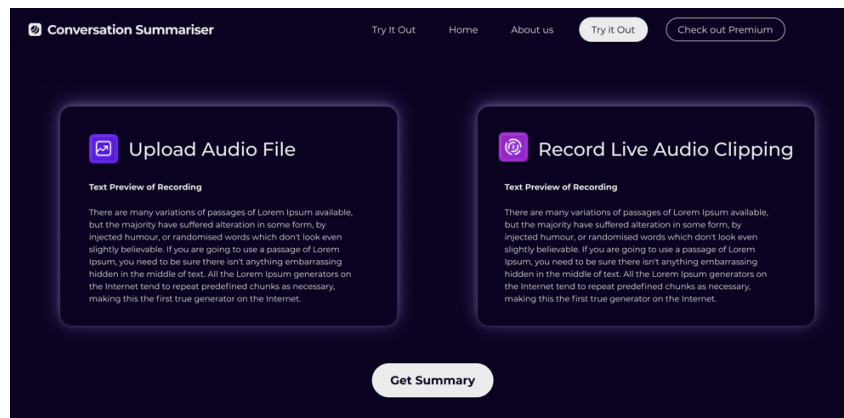 Conversation Summariser
Try It Out
Home
About us
Try it Out
Check out Premium
Upload Audio File
Text Preview of Recording
There are many variations of passages of Lorem Ipsum available,
but the majority have suffered alteration in some form, by
injected humour, or randomised words which don't look even
slightly believable. If you are going to use a passage of Lorem
Ipsum, you need to be sure there isn't anything embarrassing
hidden in the middle of text. All the Lorem Ipsum generators on
the Internet tend to repeat predefined chunks as necessary,
making this the first true generator on the Internet.
Record Live Audio Clipping
Text Preview of Recording
There are many variations of passages of Lorem Ipsum available,
but the majority have suffered alteration in some form, by
injected humour, or randomised words which don't look even
slightly believable. If you are going to use a passage of Lorem
Ipsum, you need to be sure there isn't anything embarrassing
hidden in the middle of text. All the Lorem Ipsum generators on
the Internet tend to repeat predefined chunks as necessary,
making this the first true generator on the Internet.
Get Summary